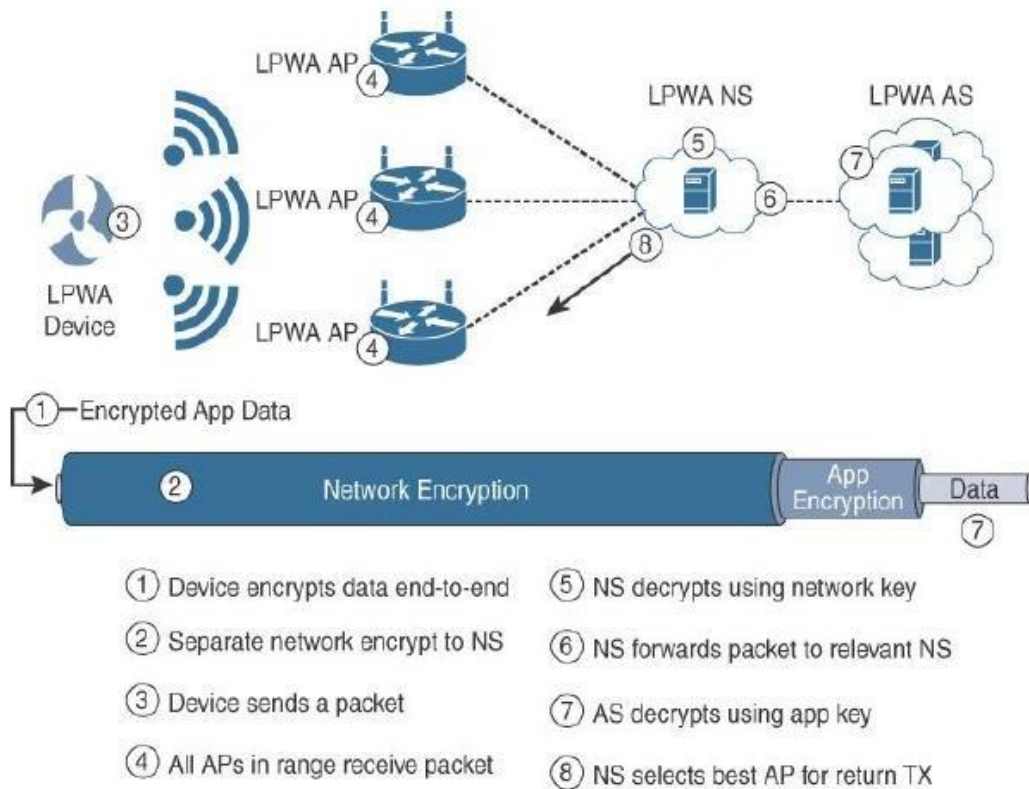 LPWA AP
4
LPWA NS
LPWA AS
5
7
LPWA AP
3
4
6
8
LPWA
Device
LPWA AP
4
1 Encrypted App Data
2
Network Encryption
App
Encryption
Data
7
1 Device encrypts data end-to-end
2 Separate network encrypt to NS
3 Device sends a packet
4 All APs in range receive packet
5 NS decrypts using network key
6 NS forwards packet to relevant NS
7 AS decrypts using app key
8 NS selects best AP for return TX